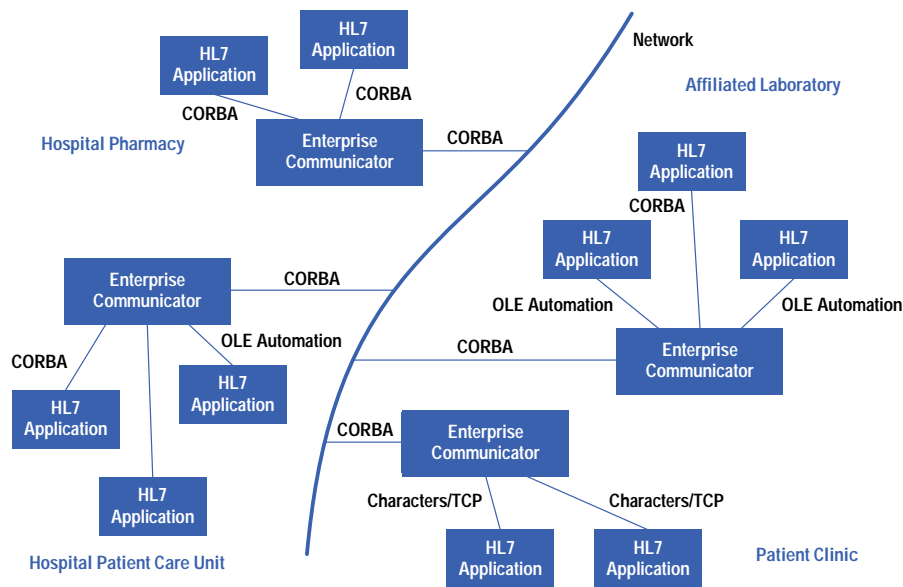 HL7
Application
HL7
Application
CORBA
CORBA
Hospital Pharmacy
Enterprise
Communicator
CORBA
Network
Affiliated Laboratory
HL7
Application
CORBA
HL7
Application
HL7
Application
OLE Automation
OLE Automation
Enterprise
Communicator
CORBA
Enterprise
Communicator
CORBA
CORBA
OLE Automation
HL7
Application
HL7
Application
HL7
Application
Hospital Patient Care Unit
CORBA
Enterprise
Communicator
Characters/TCP
Characters/TCP
HL7
Application
HL7
Application
Patient Clinic